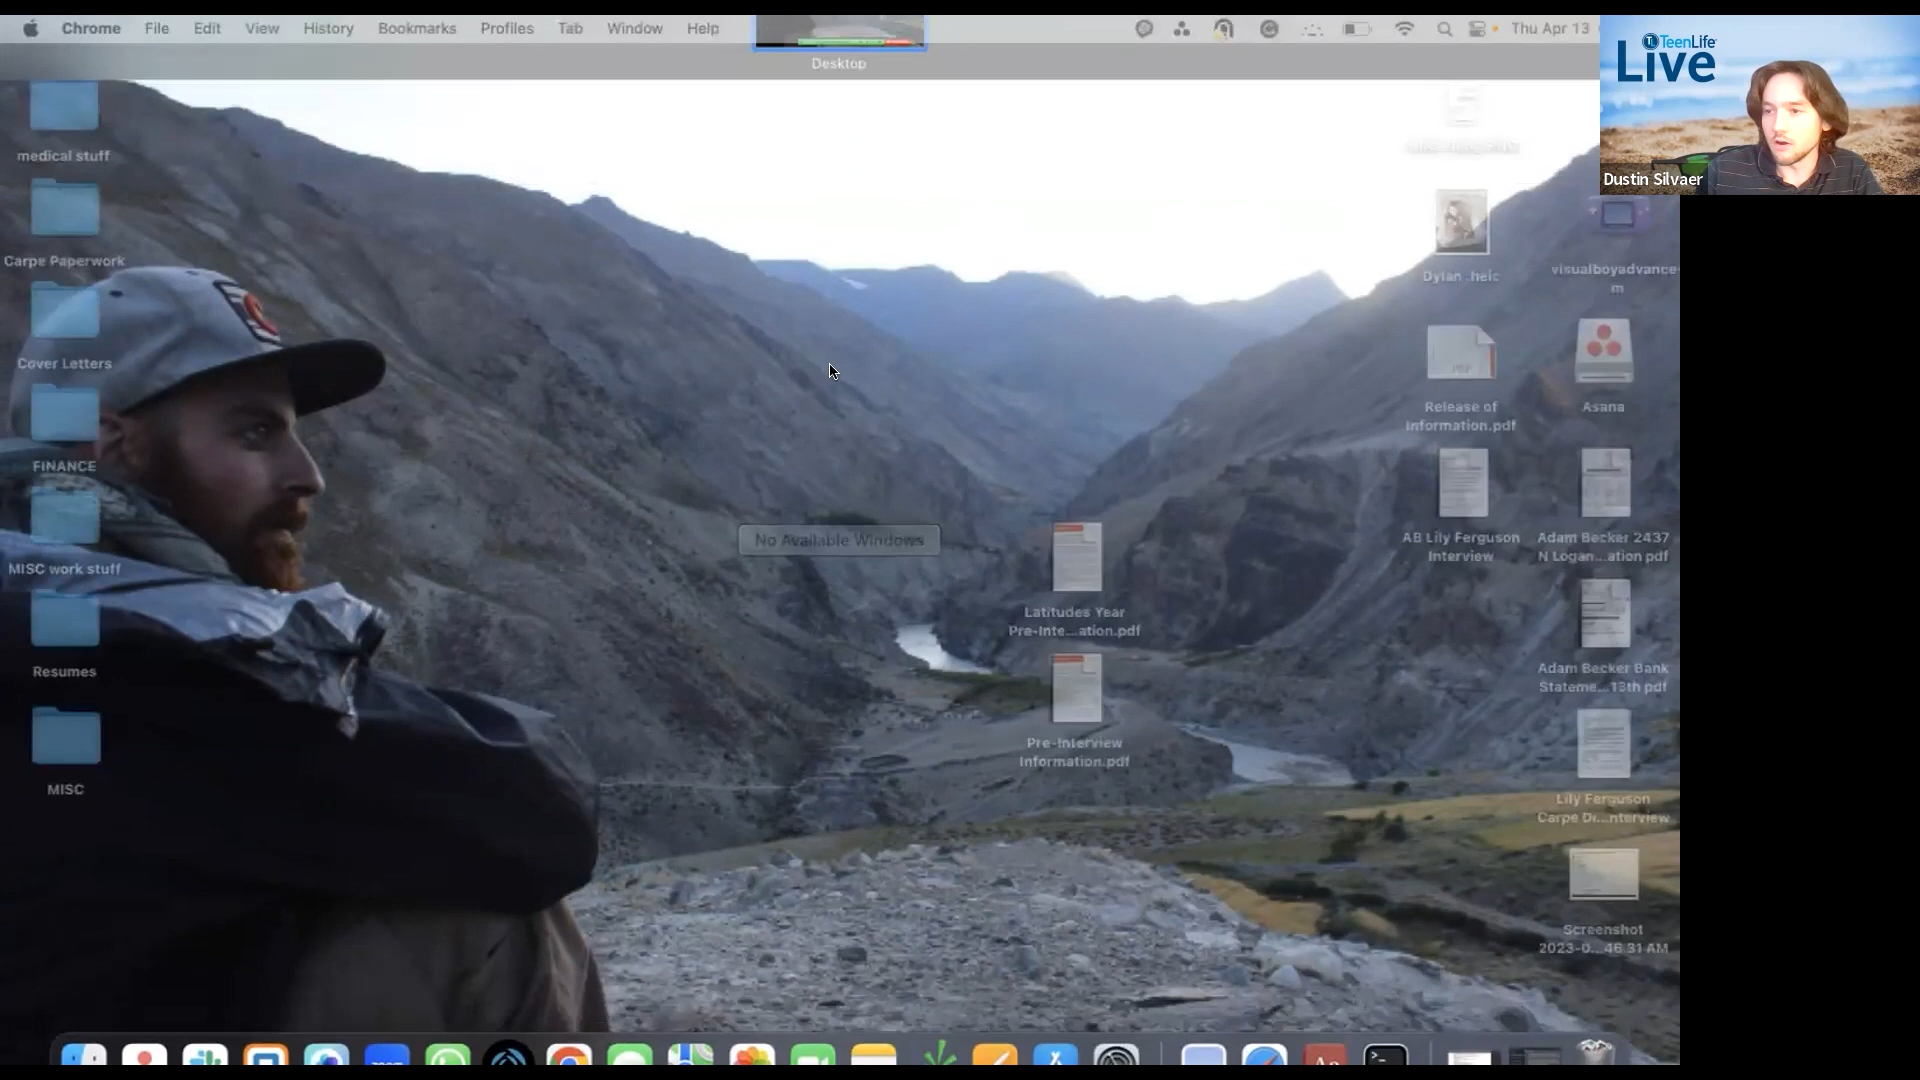 Chrome File Edit View History Bookmarks Profiles Tab Window Help
Thu Apr 13
Desktop
TeenLife
Live
Dustin Silvaer
medical stuff
Carpe Paperwork
Cover Letters
FINANCE
MISC work stuff
Resumes
MISC
No Available Windows
Latitudes Year
Pre-Inte...ation.pdf
Pre-Interview
Information.pdf
Dylan .heic
visualboyadvance-
m
PDF
Release of
Information.pdf
Asana
AB Lily Ferguson
Interview
Adam Becker 2437
N Logan...ation pdf
Adam Becker Bank
Stateme...13th pdf
Lily Ferguson
Carpe Di...nterview
Screenshot
2023-0...46 31 AM
zoom
Aa